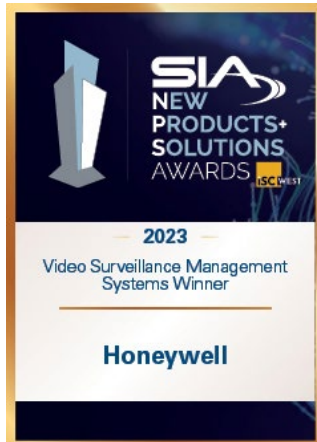 SIA
NEW
PRODUCTS+
SOLUTIONS
AWARDS
ISC WEST
2023
Video Surveillance Management
Systems Winner
Honeywell